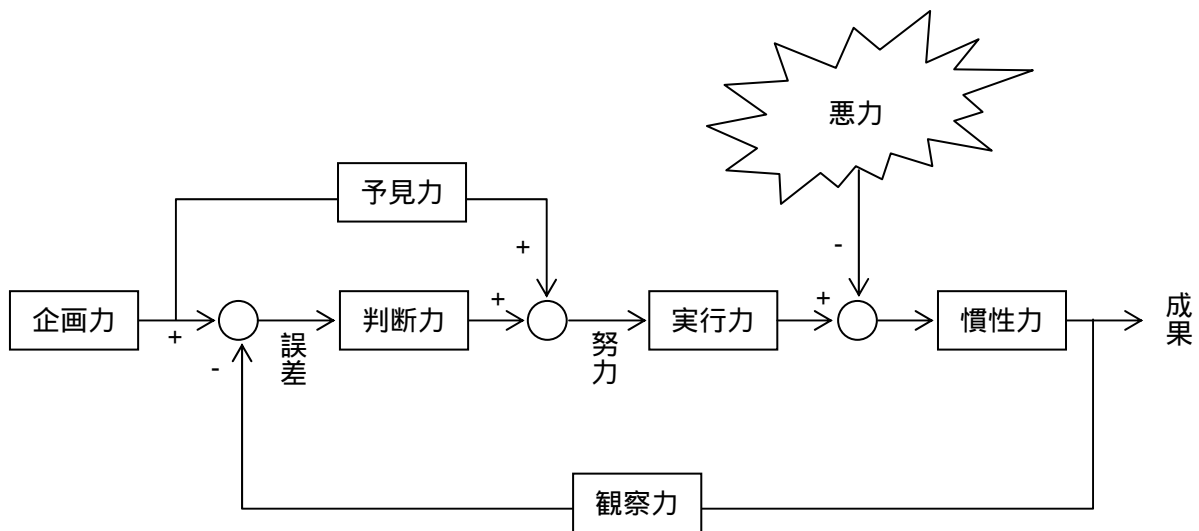 悪力
予見力
+
-
企画力
+
-
誤差
判断力
+
努力
実行力
+
慣性力
成果
観察力